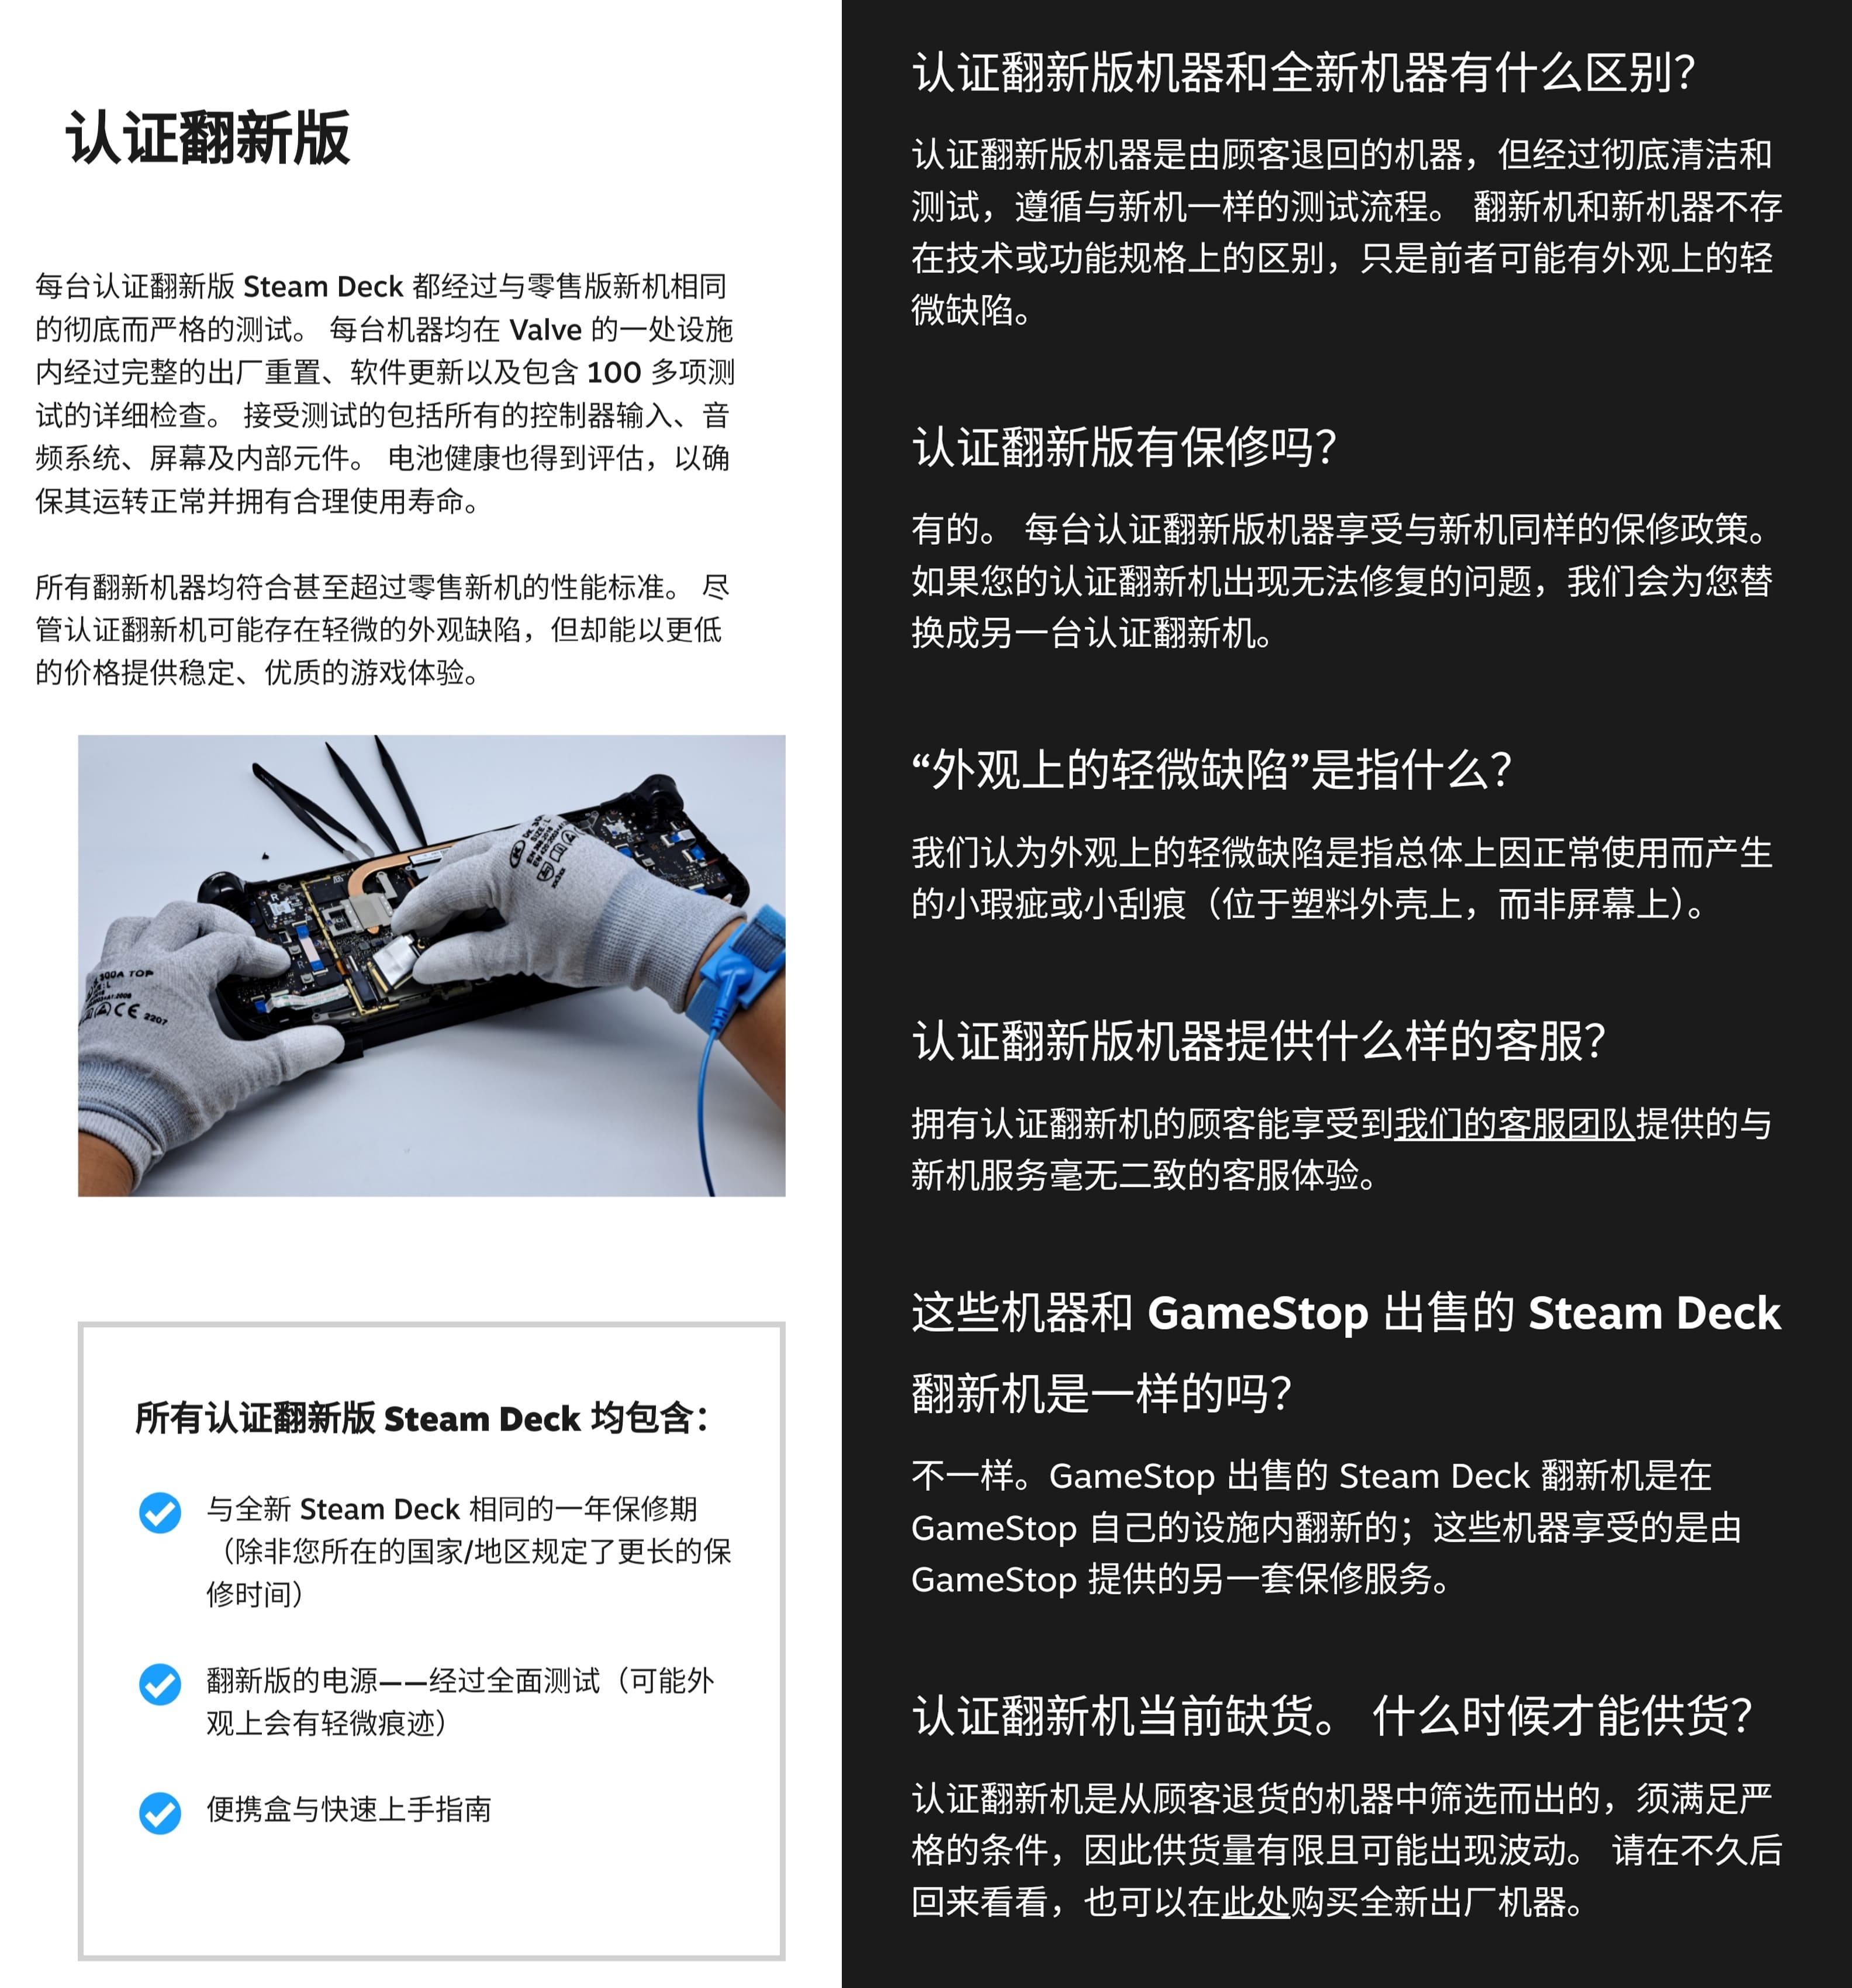 认证翻新版
每台认证翻新版 Steam Deck 都经过与零售版新机相同
的彻底而严格的测试。 每台机器均在 Valve 的一处设施
内经过完整的出厂重置、软件更新以及包含 100 多项测
试的详细检查。 接受测试的包括所有的控制器输入、音
频系统、屏幕及内部元件。 电池健康也得到评估，以确
保其运转正常并拥有合理使用寿命。
所有翻新机器均符合甚至超过零售新机的性能标准。 尽
管认证翻新机可能存在轻微的外观缺陷，但却能以更低
的价格提供稳定、优质的游戏体验。
300A TOP
CE 2207
所有认证翻新版 Steam Deck 均包含：
与全新 Steam Deck 相同的一年保修期
（除非您所在的国家/地区规定了更长的保
修时间）
翻新版的电源——经过全面测试（可能外
观上会有轻微痕迹）
便携盒与快速上手指南
认证翻新版机器和全新机器有什么区别？
认证翻新版机器是由顾客退回的机器，但经过彻底清洁和
测试，遵循与新机一样的测试流程。 翻新机和新机器不存
在技术或功能规格上的区别，只是前者可能有外观上的轻
微缺陷。
认证翻新版有保修吗？
有的。 每台认证翻新版机器享受与新机同样的保修政策。
如果您的认证翻新机出现无法修复的问题，我们会为您替
换成另一台认证翻新机。
“外观上的轻微缺陷”是指什么？
我们认为外观上的轻微缺陷是指总体上因正常使用而产生
的小瑕疵或小刮痕（位于塑料外壳上，而非屏幕上）。
认证翻新版机器提供什么样的客服？
拥有认证翻新机的顾客能享受到我们的客服团队提供的与
新机服务毫无二致的客服体验。
这些机器和 GameStop 出售的 Steam Deck
翻新机是一样的吗？
不一样。GameStop 出售的 Steam Deck 翻新机是在
GameStop 自己的设施内翻新的；这些机器享受的是由
GameStop 提供的另一套保修服务。
认证翻新机当前缺货。 什么时候才能供货？
认证翻新机是从顾客退货的机器中筛选而出的，须满足严
格的条件，因此供货量有限且可能出现波动。 请在不久后
回来看看，也可以在此处购买全新出厂机器。